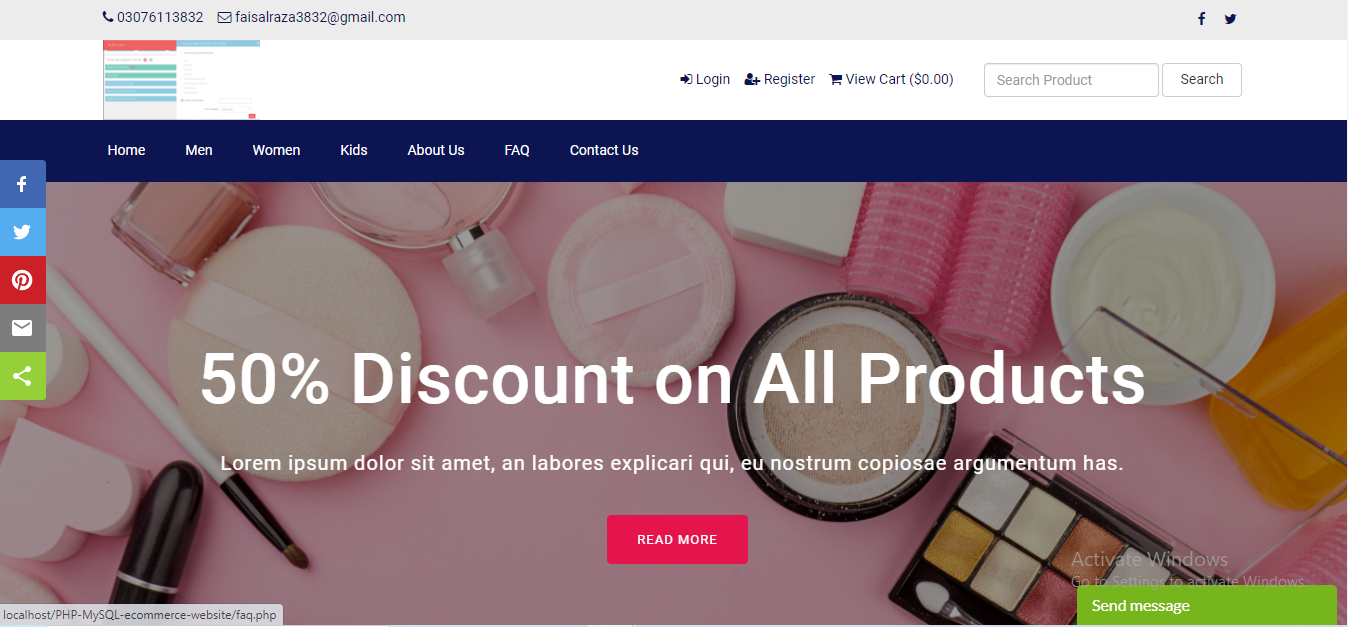 03076113832 faisalraza3832@gmail.com
Login Register View Cart ($0.00) Search Product Search
Home Men Women Kids About Us FAQ Contact Us
50% Discount on All Products
Lorem ipsum dolor sit amet, an labores explicari qui, eu nostrum copiosae argumentum has.
READ MORE
Activate Windows
Go to Settings to activate Windows.
Send message
localhost/PHP-MySQL-ecommerce-website/faq.php